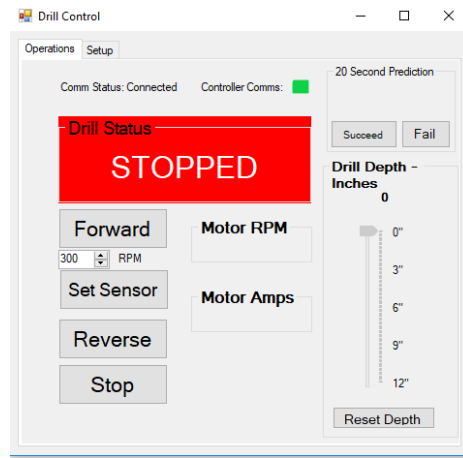 Drill Control
Operations
Setup
Comm Status: Connected
Controller Comms:
20 Second Prediction
Succeed
Fail
Drill Status
STOPPED
Drill Depth -
Inches
0
0"
3"
6"
9"
12"
Reset Depth
Forward
300
RPM
Set Sensor
Reverse
Stop
Motor RPM
Motor Amps